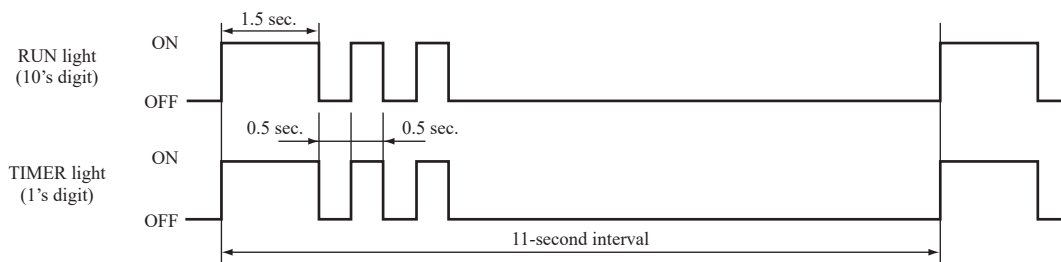 1.5 sec.
RUN light
(10’s digit)
ON
OFF
0.5 sec.
0.5 sec.
TIMER light
(1’s digit)
ON
OFF
11-second interval